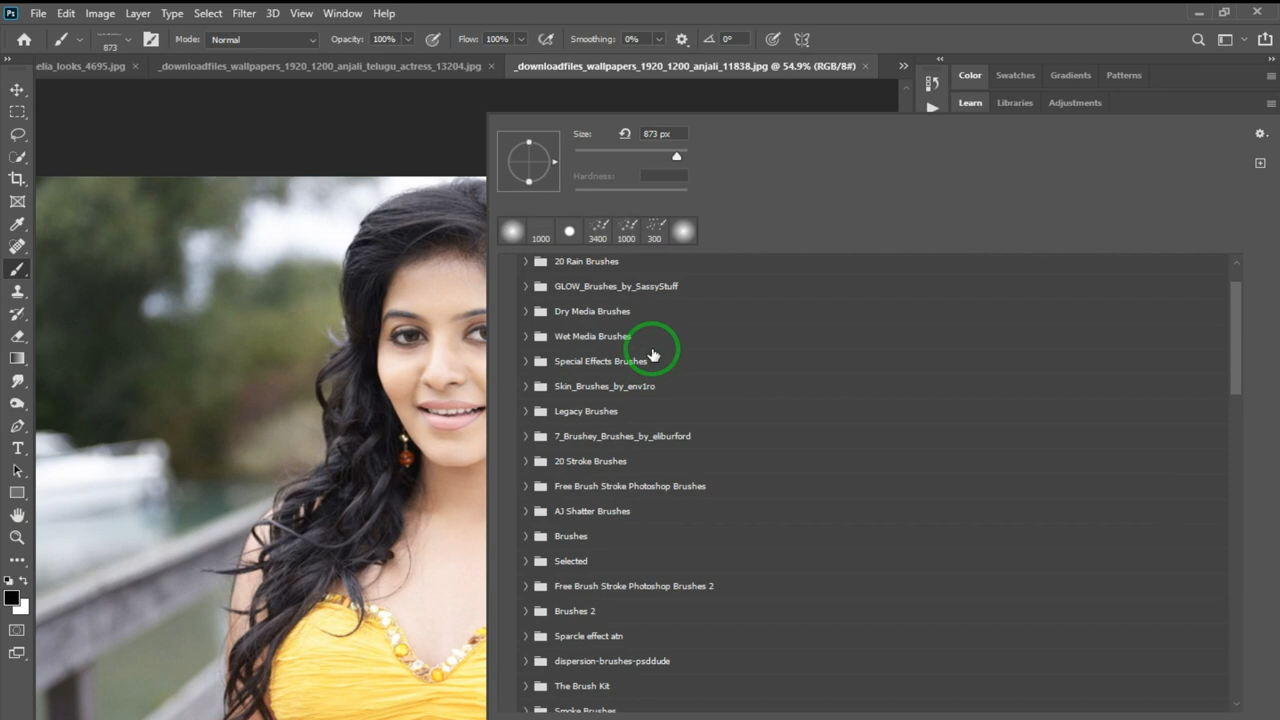 Ps File Edit Image Layer Type Select Filter 3D View Window Help
873 Mode: Normal Opacity: 100% Flow: 100% Smoothing: 0% 0°
elia_looks_4695.jpg × _downloadfiles_wallpapers_1920_1200_anjali_telugu_actress_13204.jpg × _downloadfiles_wallpapers_1920_1200_anjali_11838.jpg @ 54.9% (RGB/8#) ×
Color Swatches Gradients Patterns
Learn Libraries Adjustments
Size: 873 px
Hardness:
1000 3400 1000 300
20 Rain Brushes
GLOW_Brushes_by_SassyStuff
Dry Media Brushes
Wet Media Brushes
Special Effects Brushes
Skin_Brushes_by_env1ro
Legacy Brushes
7_Brushey_Brushes_by_eliburford
20 Stroke Brushes
Free Brush Stroke Photoshop Brushes
AJ Shatter Brushes
Brushes
Selected
Free Brush Stroke Photoshop Brushes 2
Brushes 2
Sparcle effect atn
dispersion-brushes-psddude
The Brush Kit
Smoke Brushes